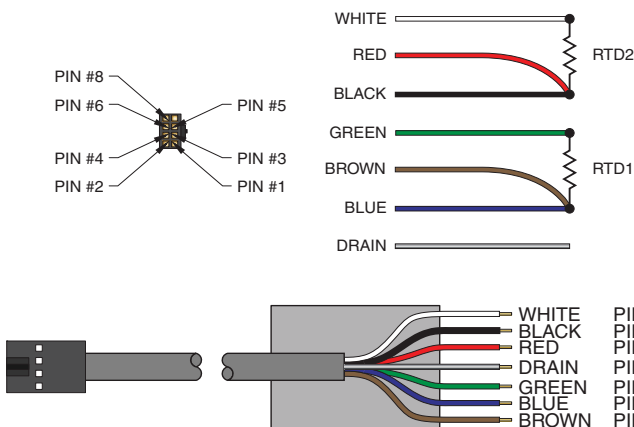 WHITE
RED
RTD2
BLACK
PIN #8
PIN #6
PIN #5
PIN #4
PIN #3
PIN #2
PIN #1
GREEN
BROWN
RTD1
BLUE
DRAIN
WHITE
BLACK
RED
DRAIN
GREEN
BLUE
BROWN